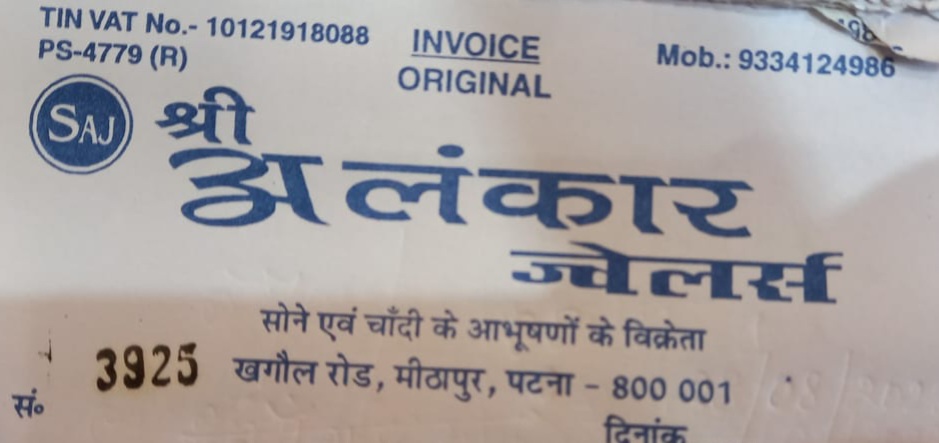 TIN VAT No.- 10121918088
PS-4779 (R)
INVOICE
ORIGINAL
Mob.: 9334124986
SAJ
श्री
अलंकार
ज्वेलर्स
सोने एवं चाँदी के आभूषणों के विक्रेता
सं० 3925
खगौल रोड, मीठापुर, पटना - 800 001
दिनांक